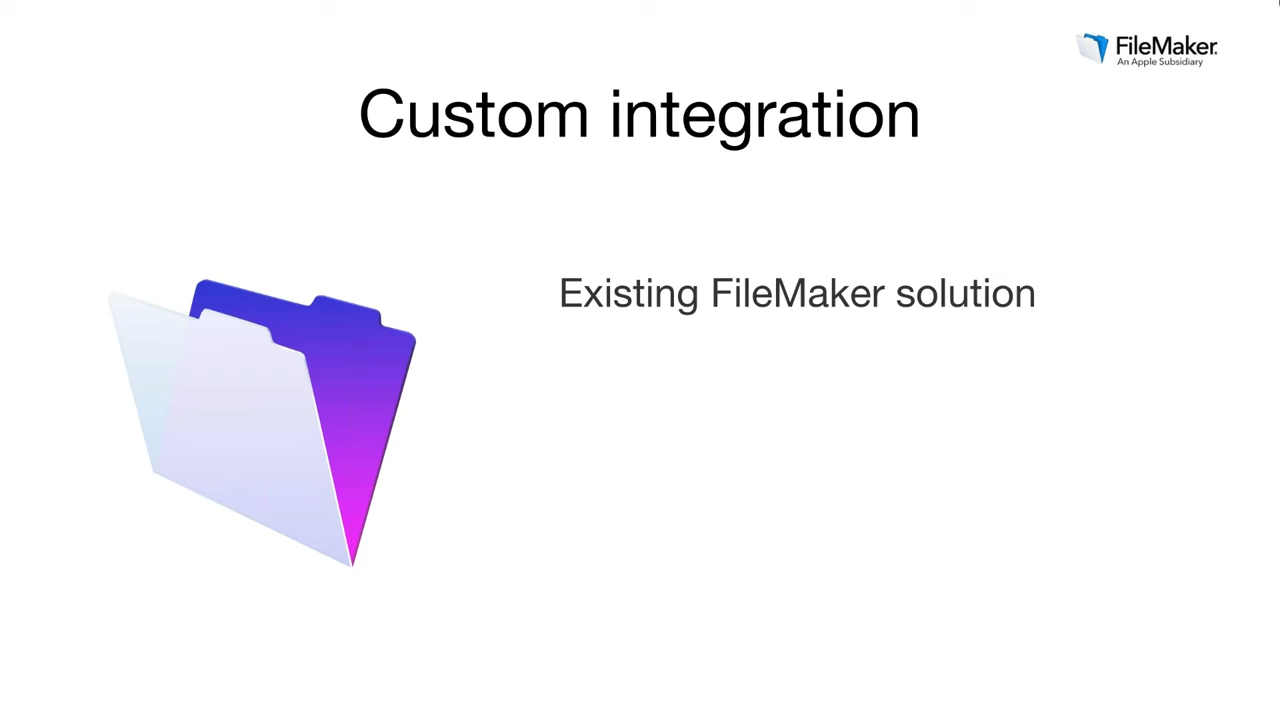 FileMaker.
An Apple Subsidiary
Custom integration
Existing FileMaker solution